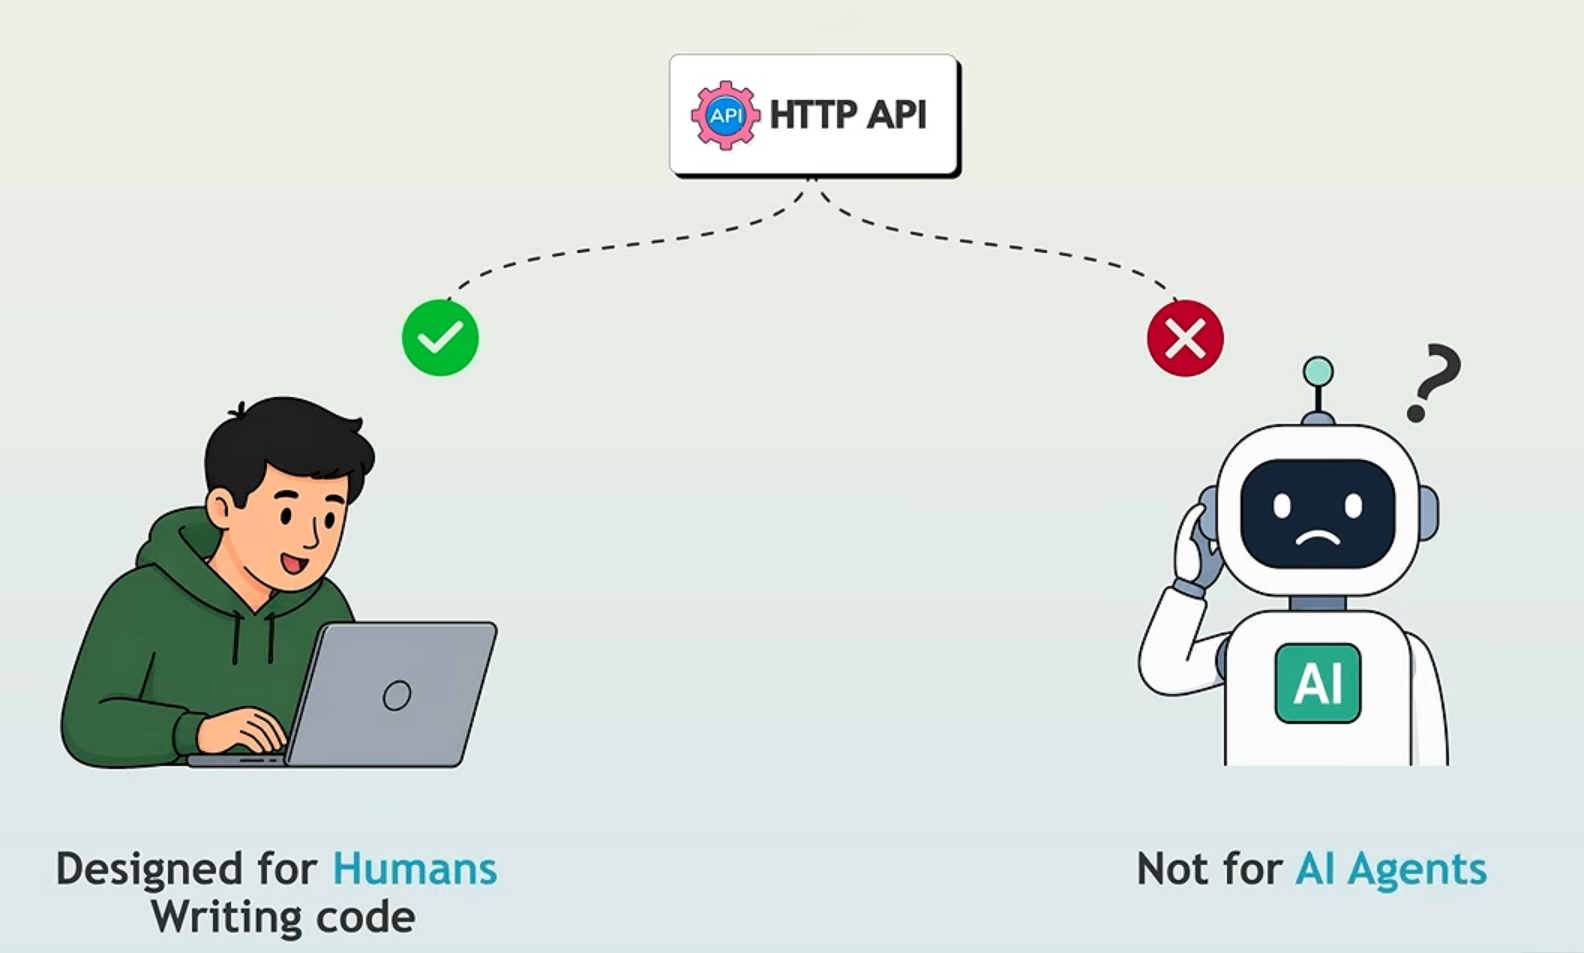 API HTTP API
AI
Designed for Humans
Writing code
Not for AI Agents